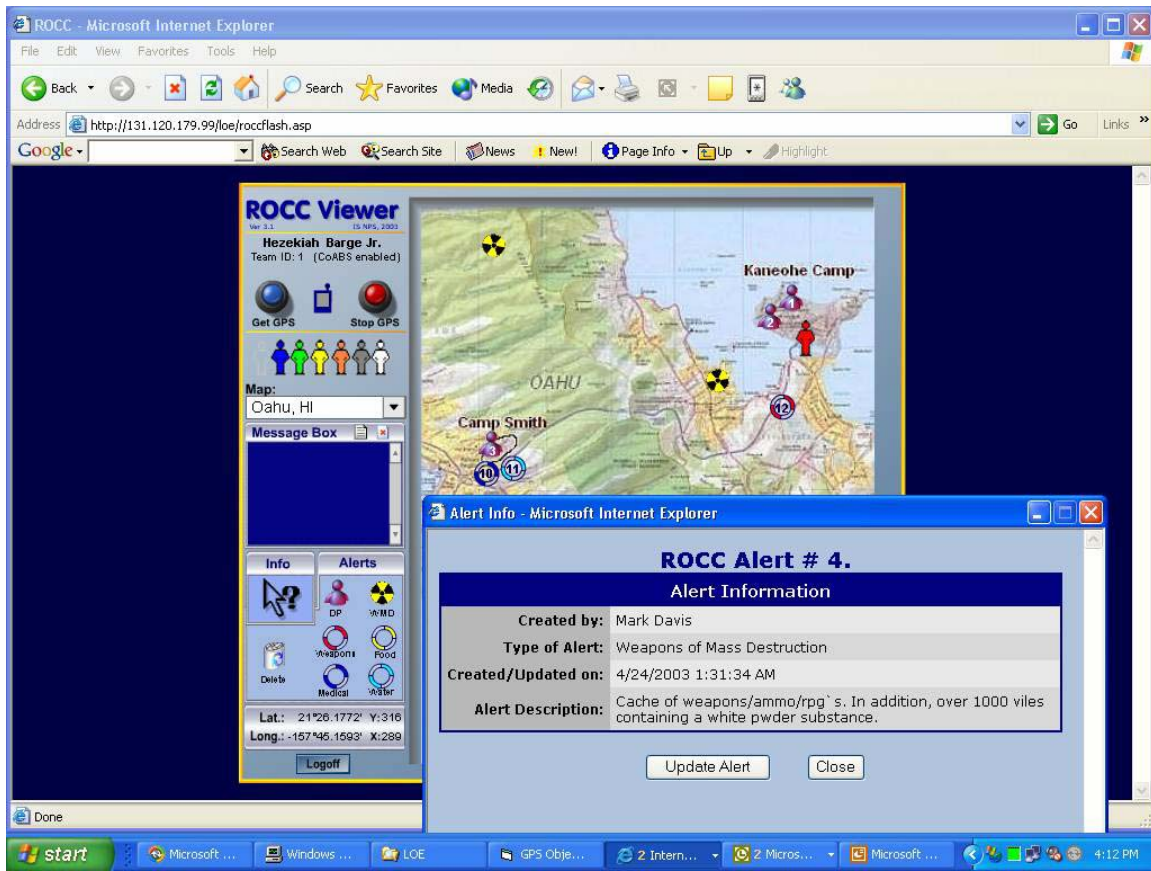 ROCC - Microsoft Internet Explorer
File Edit View Favorites Tools Help
Back Search Favorites Media
Address http://131.120.179.99/loe/roccflash.asp Go Links »
Google Search Web Search Site News New! Page Info Up Highlight
ROCC Viewer
Ver 3.1 IS NPS, 2003
Hezekiah Barge Jr.
Team ID: 1 (CoABS enabled)
Get GPS Stop GPS
Map:
Oahu, HI
Message Box
Info Alerts
DP WMD
Weapons Food
Delete
Medical Water
Lat.: 21°26.1772' Y:316
Long.: -157°45.1593' X:289
Logoff
Kaneohe Camp
1
2
OAHU
12
Camp Smith
3
10 11
Alert Info - Microsoft Internet Explorer
ROCC Alert # 4.
Alert Information
Created by: Mark Davis
Type of Alert: Weapons of Mass Destruction
Created/Updated on: 4/24/2003 1:31:34 AM
Alert Description: Cache of weapons/ammo/rpg`s. In addition, over 1000 viles
containing a white pwder substance.
Update Alert Close
Done
start Microsoft ... Windows ... LOE GPS Obje... 2 Intern... 2 Micros... Microsoft ... 4:12 PM